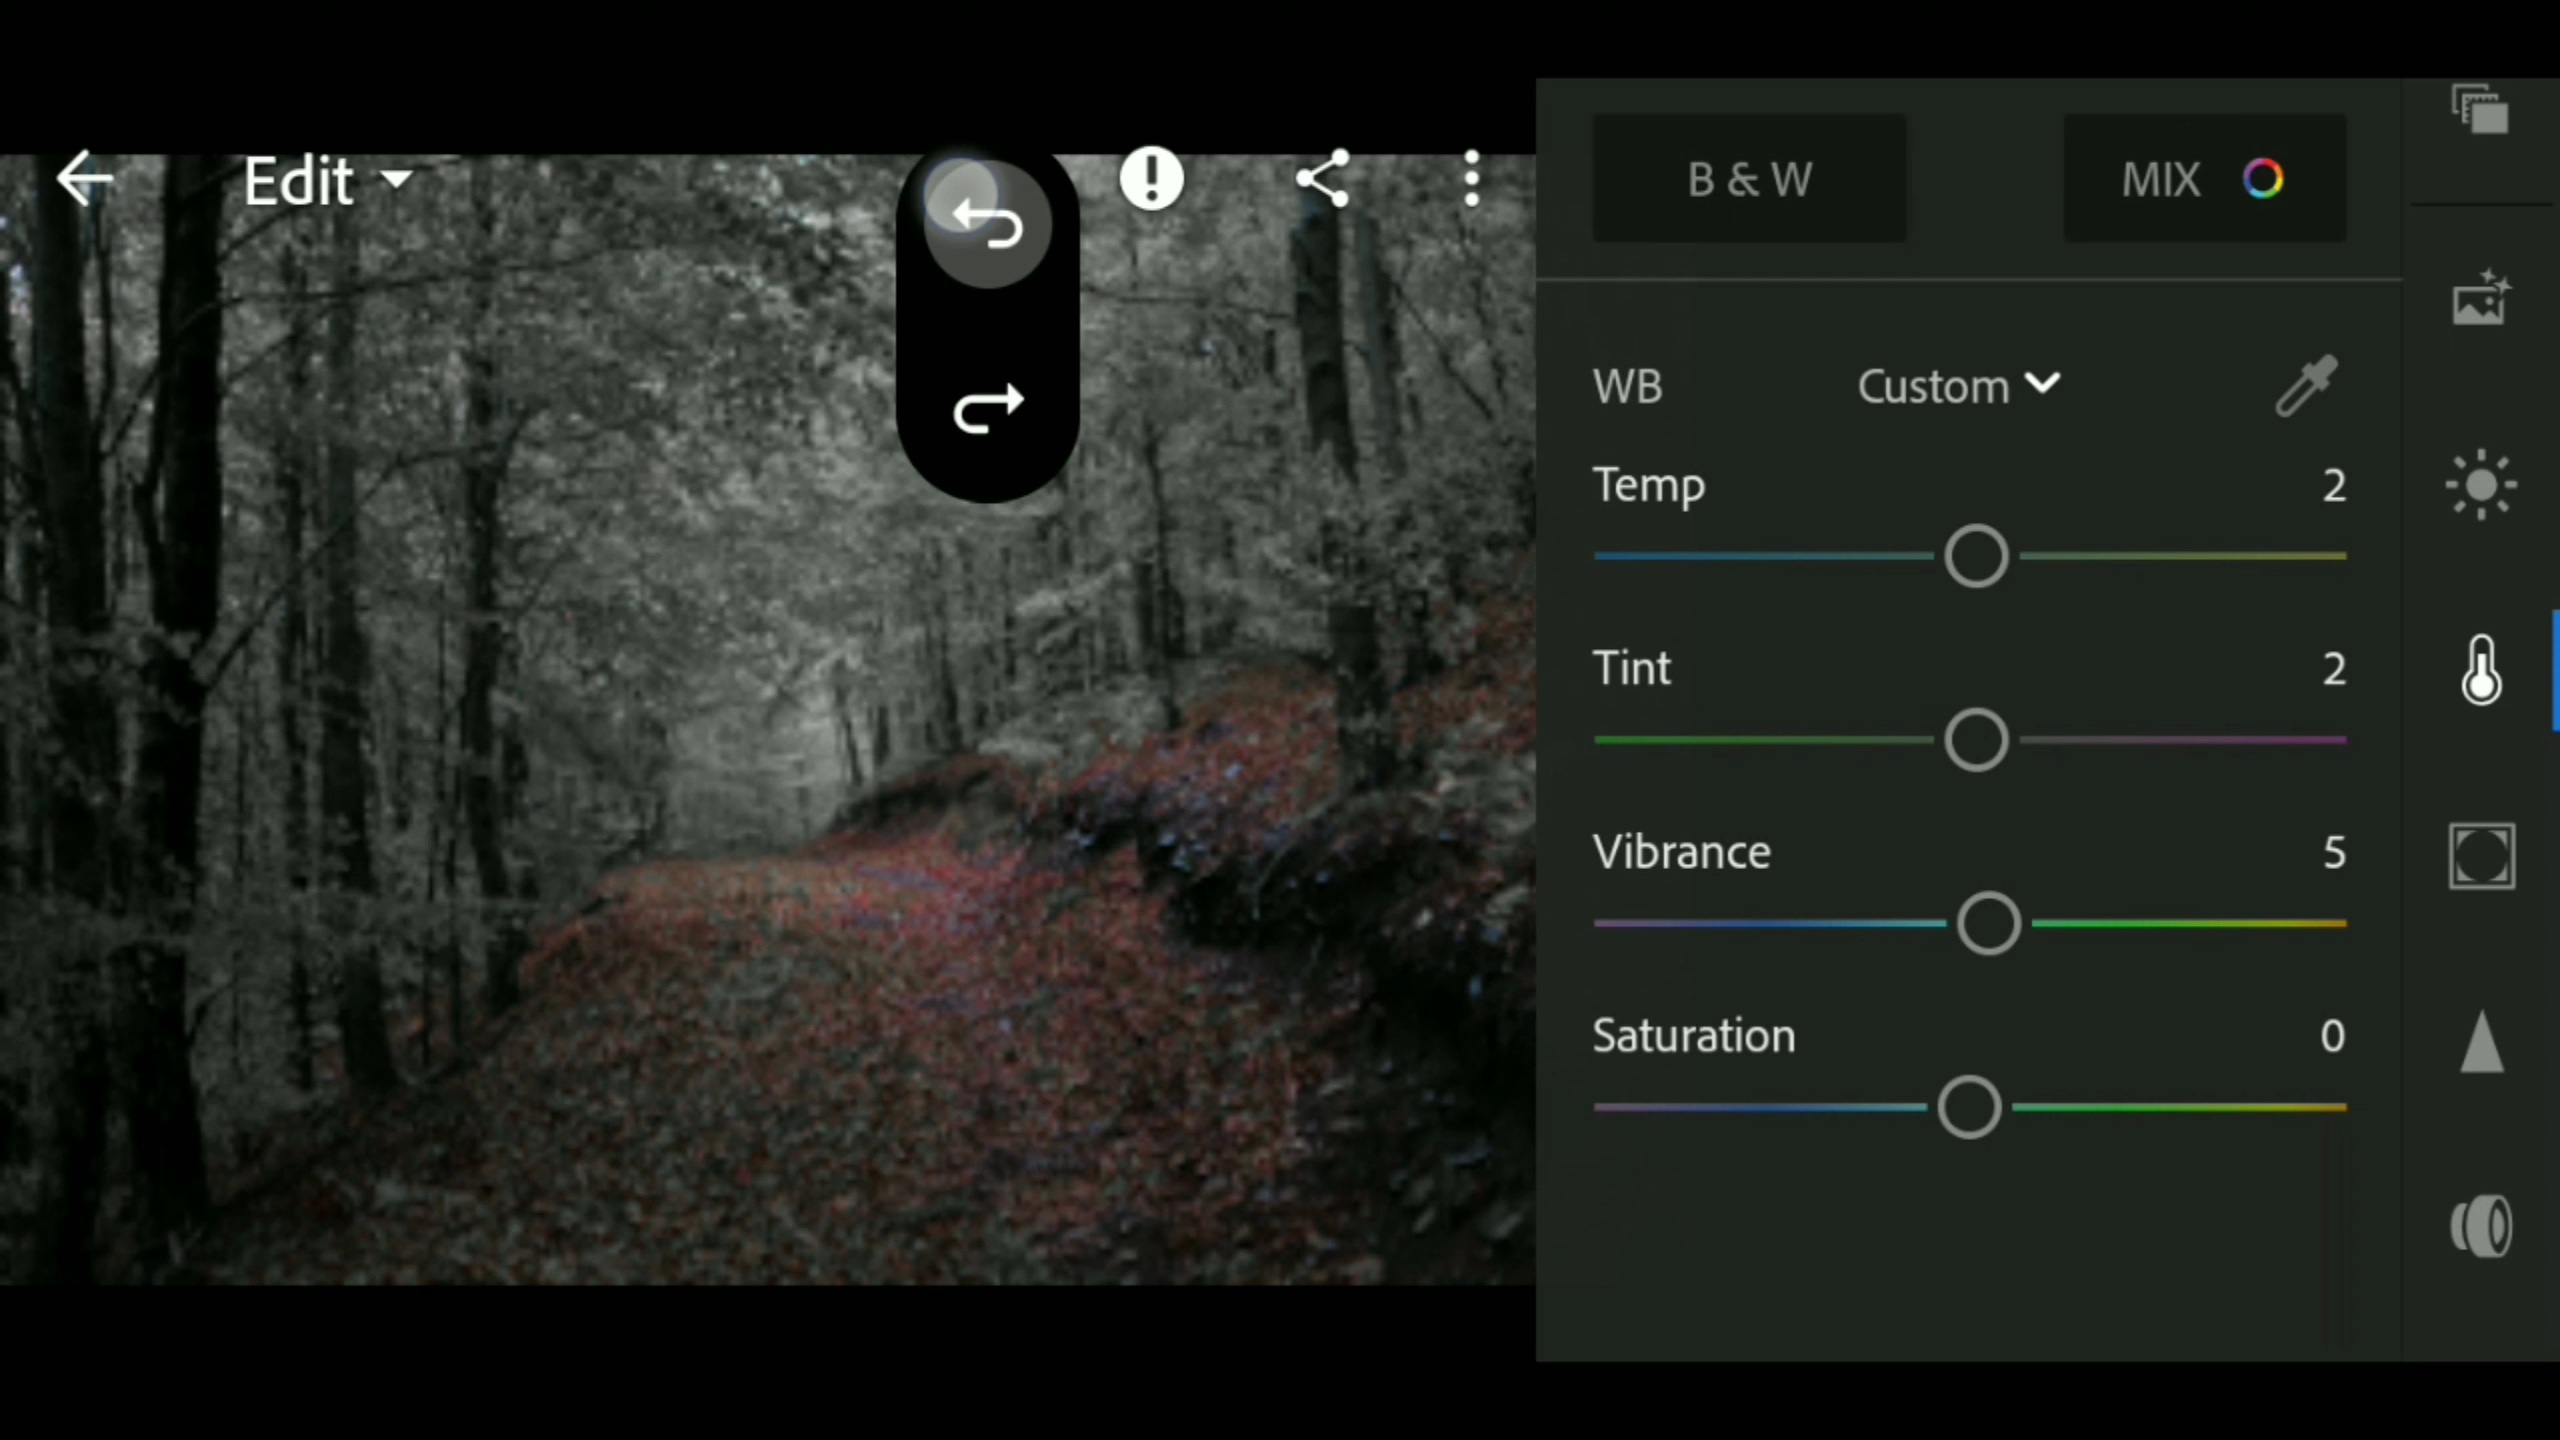 Edit
B & W
MIX
WB Custom
Temp 2
Tint 2
Vibrance 5
Saturation 0